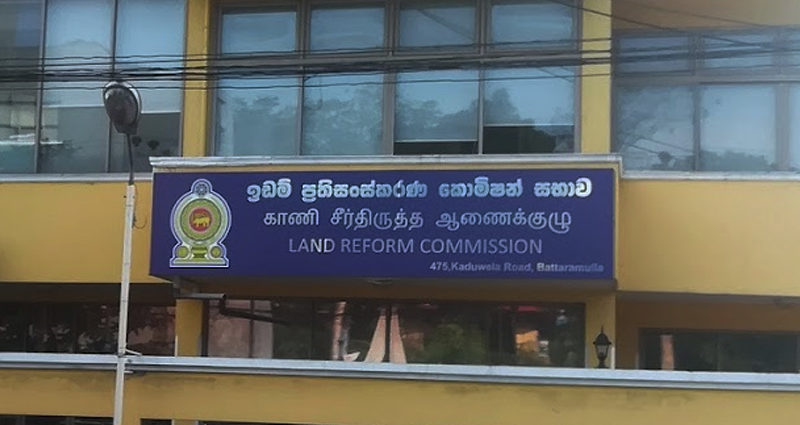 ඉඩම් ප්‍රතිසංස්කරණ කොමිෂන් සභාව
காணி சீர்திருத்த ஆணைக்குழு
LAND REFORM COMMISSION
475,Kaduwela Road, Battaramulla